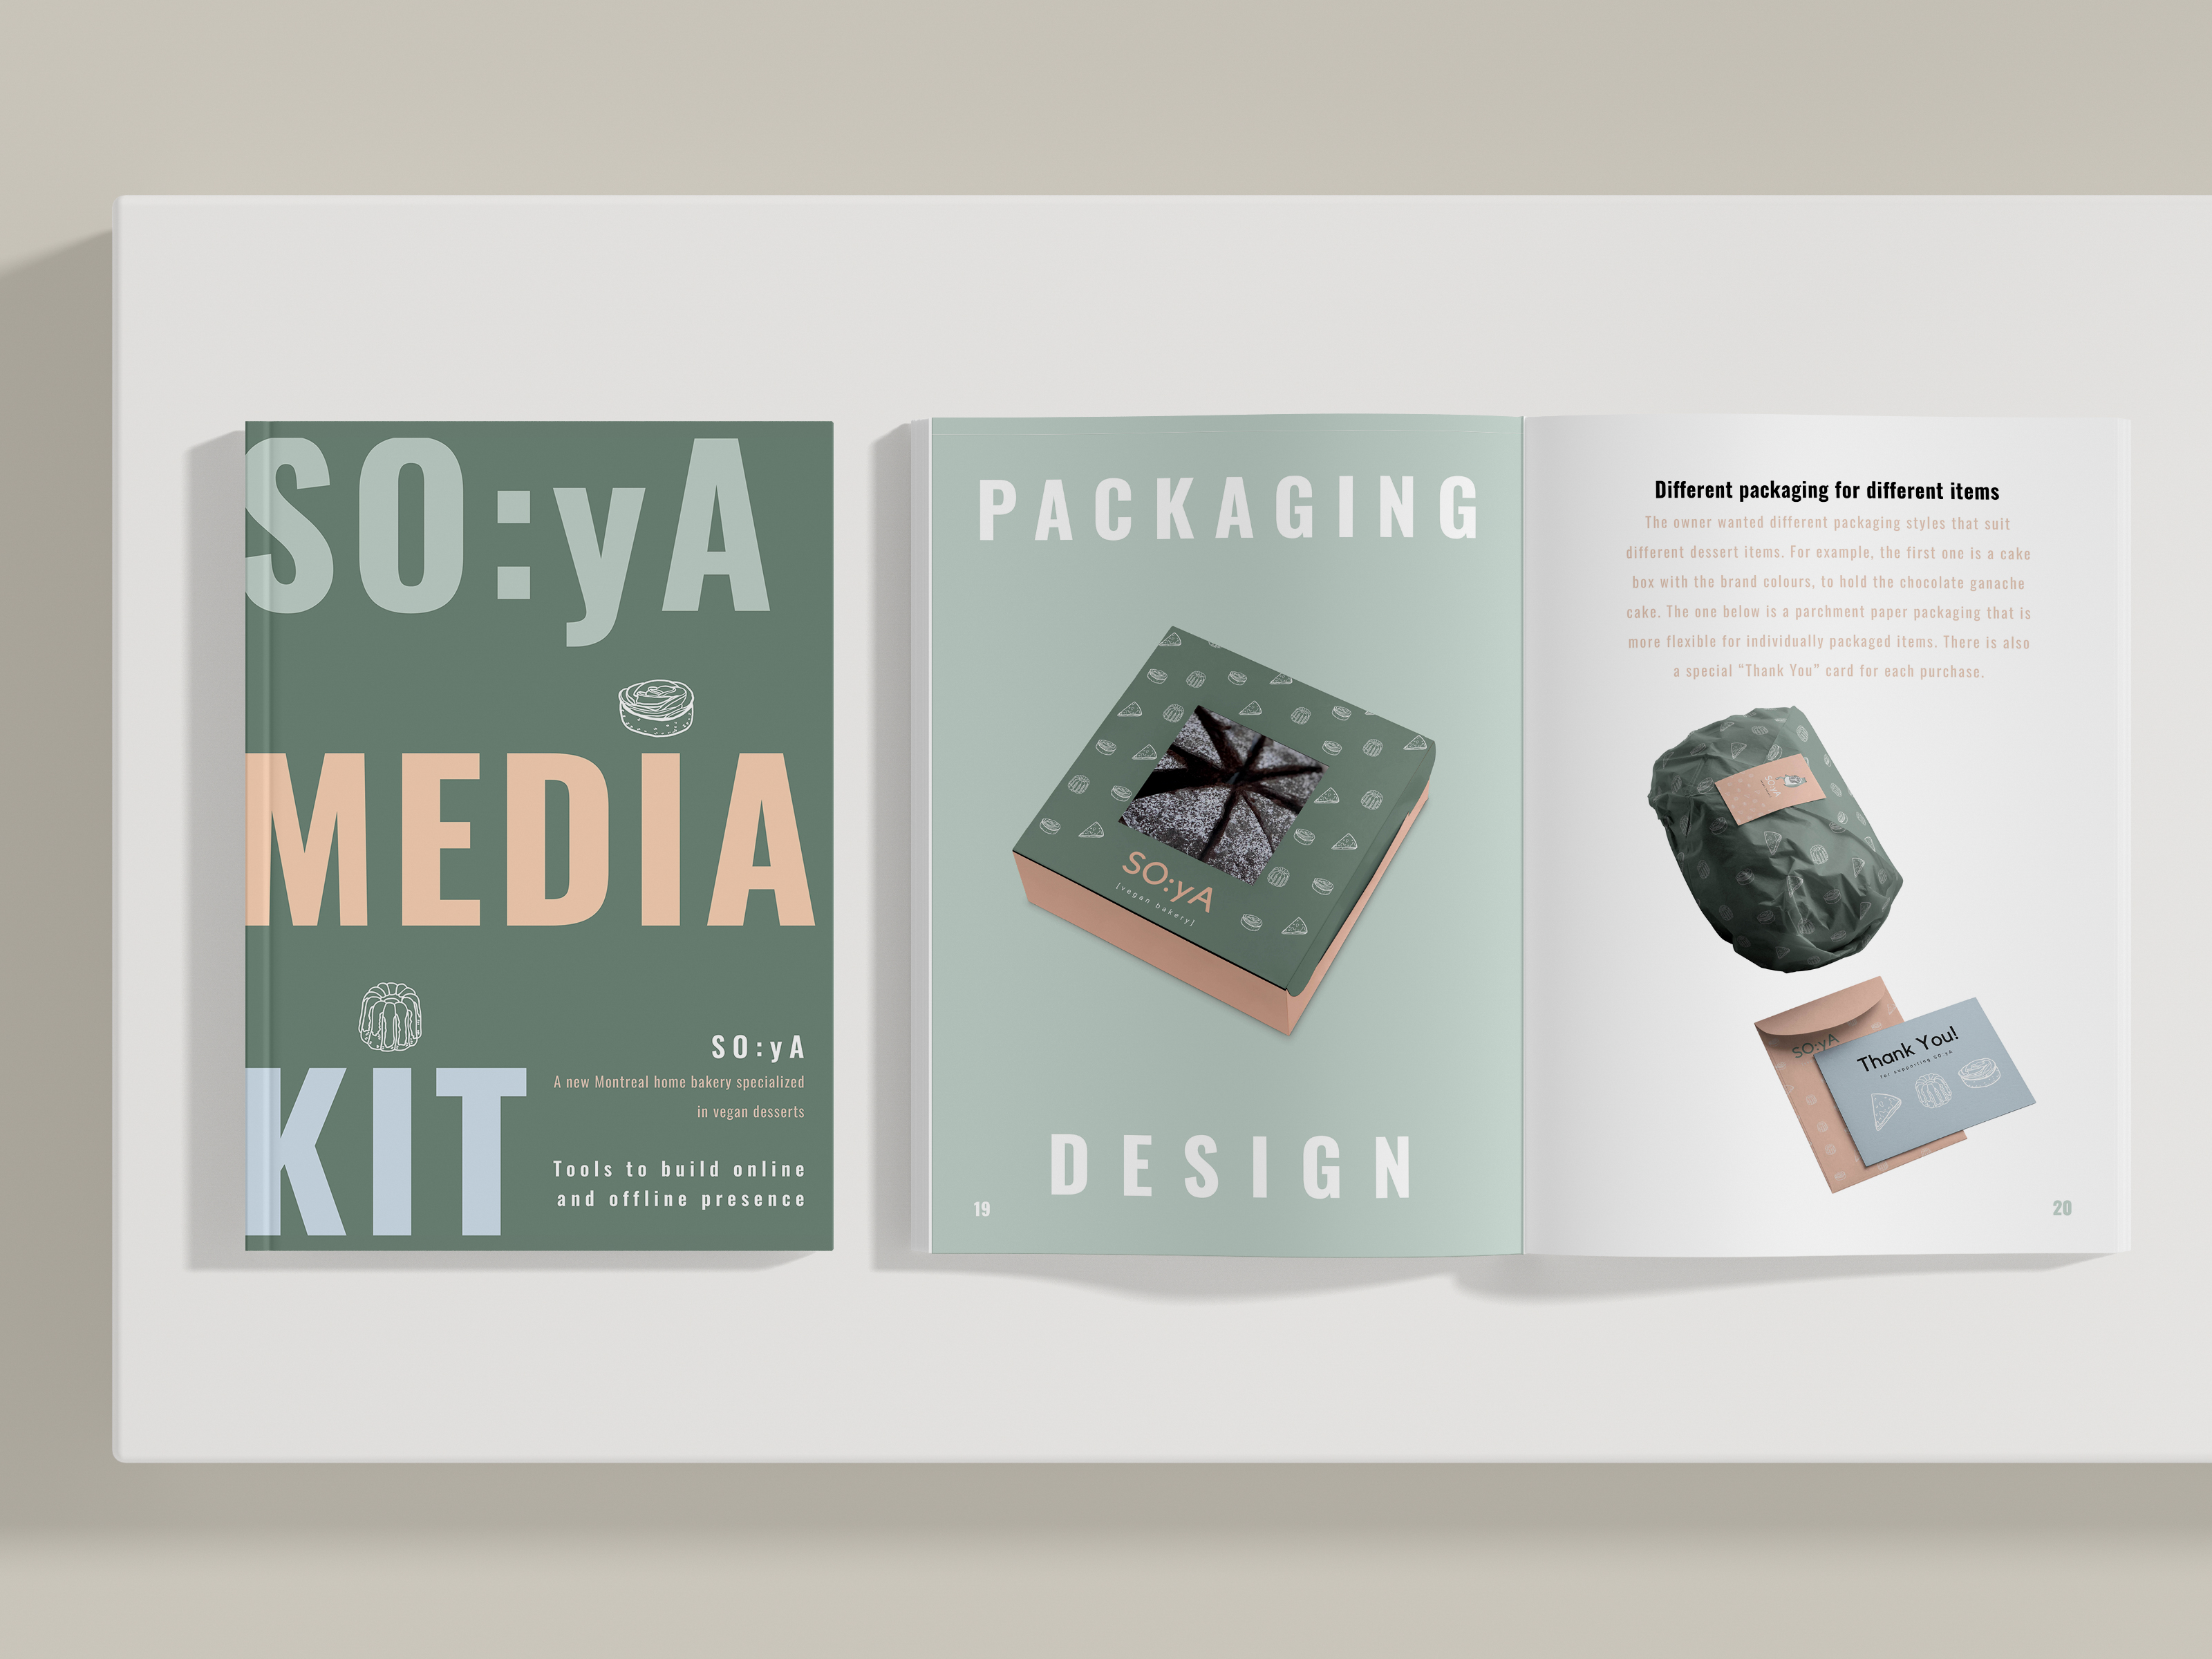 SO:yA
MEDIA
KIT
SO:yA
A new Montreal home bakery specialized
in vegan desserts
Tools to build online
and offline presence
PACKAGING
SO:yA
[vegan bakery]
DESIGN
19
Different packaging for different items
The owner wanted different packaging styles that suit
different dessert items. For example, the first one is a cake
box with the brand colours, to hold the chocolate ganache
cake. The one below is a parchment paper packaging that is
more flexible for individually packaged items. There is also
a special “Thank You” card for each purchase.
SO:yA
SO:yA
Thank You!
for supporting SO:yA
20